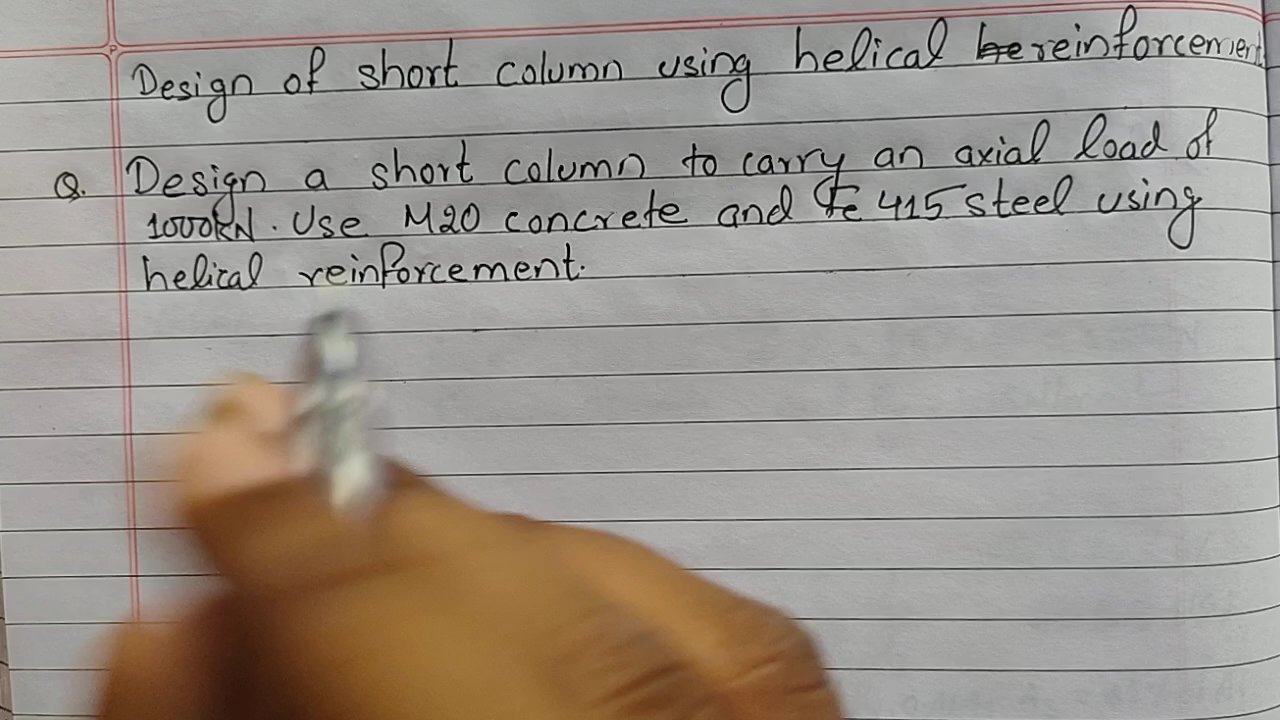 Design of short column using helical reinforcement
Q. Design a short column to carry an axial load of
1000kN. Use M20 concrete and Fe 415 steel using
helical reinforcement.